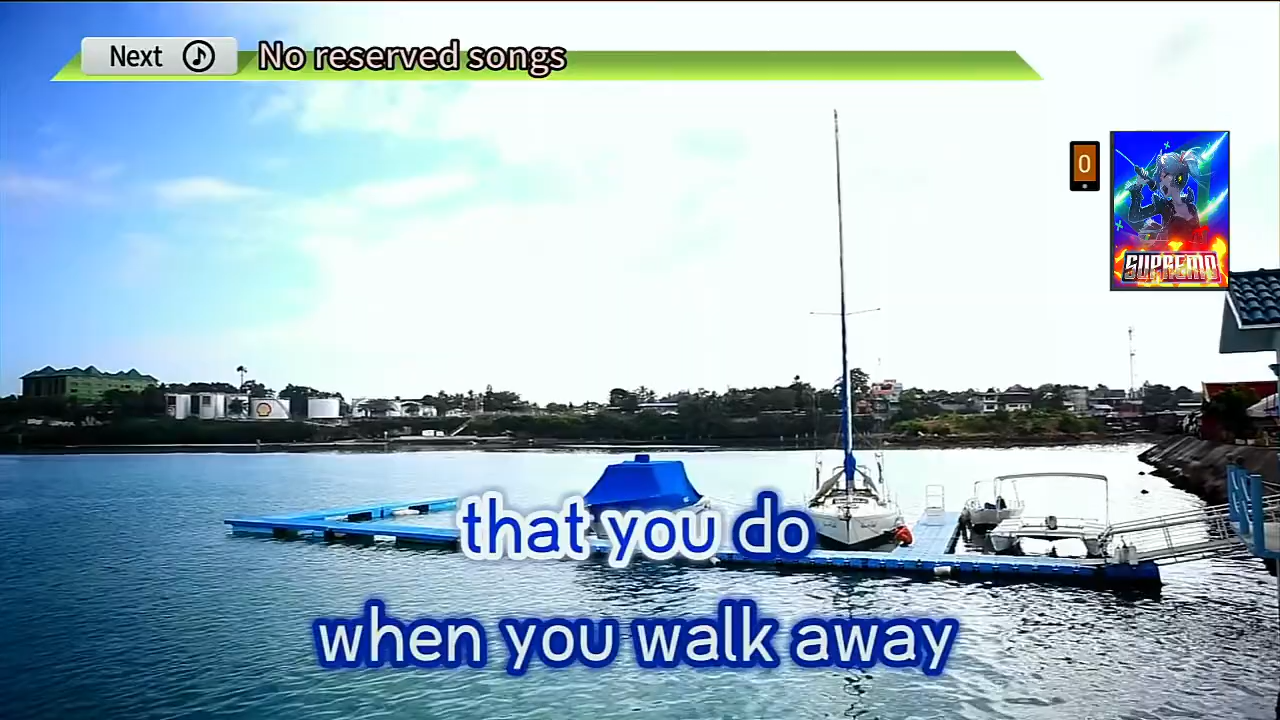 Next
No reserved songs
0
SUPREMO
that you do
when you walk away